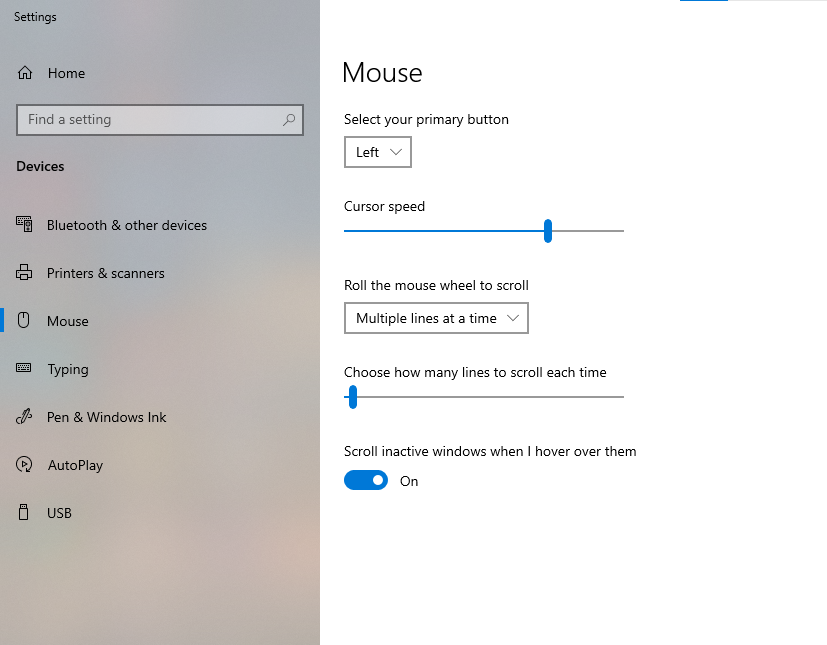 Settings
Home
Find a setting
Devices
Bluetooth & other devices
Printers & scanners
Mouse
Typing
Pen & Windows Ink
AutoPlay
USB
Mouse
Select your primary button
Left
Cursor speed
Roll the mouse wheel to scroll
Multiple lines at a time
Choose how many lines to scroll each time
Scroll inactive windows when I hover over them
On